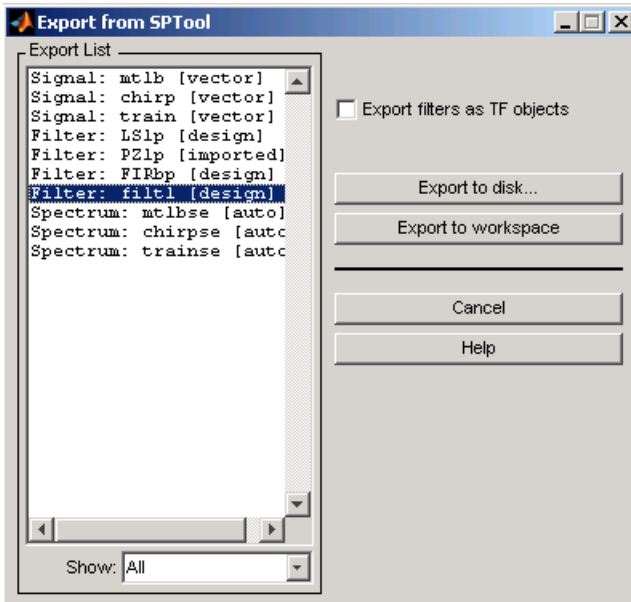 Export from SPTool
Export List
Signal: mtlb [vector]
Signal: chirp [vector]
Signal: train [vector]
Filter: LSlp [design]
Filter: PZlp [imported]
Filter: FIRbp [design]
Filter: filt1 [design]
Spectrum: mtlbse [auto]
Spectrum: chirpse [auto
Spectrum: trainse [auto
Show: All
Export filters as TF objects
Export to disk...
Export to workspace
Cancel
Help